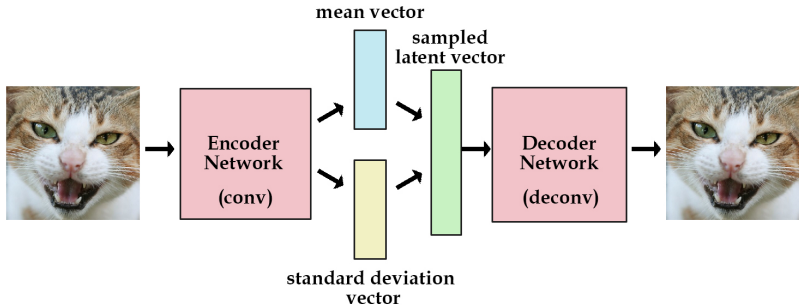 mean vector
sampled
latent vector
Encoder
Network
(conv)
Decoder
Network
(deconv)
standard deviation
vector